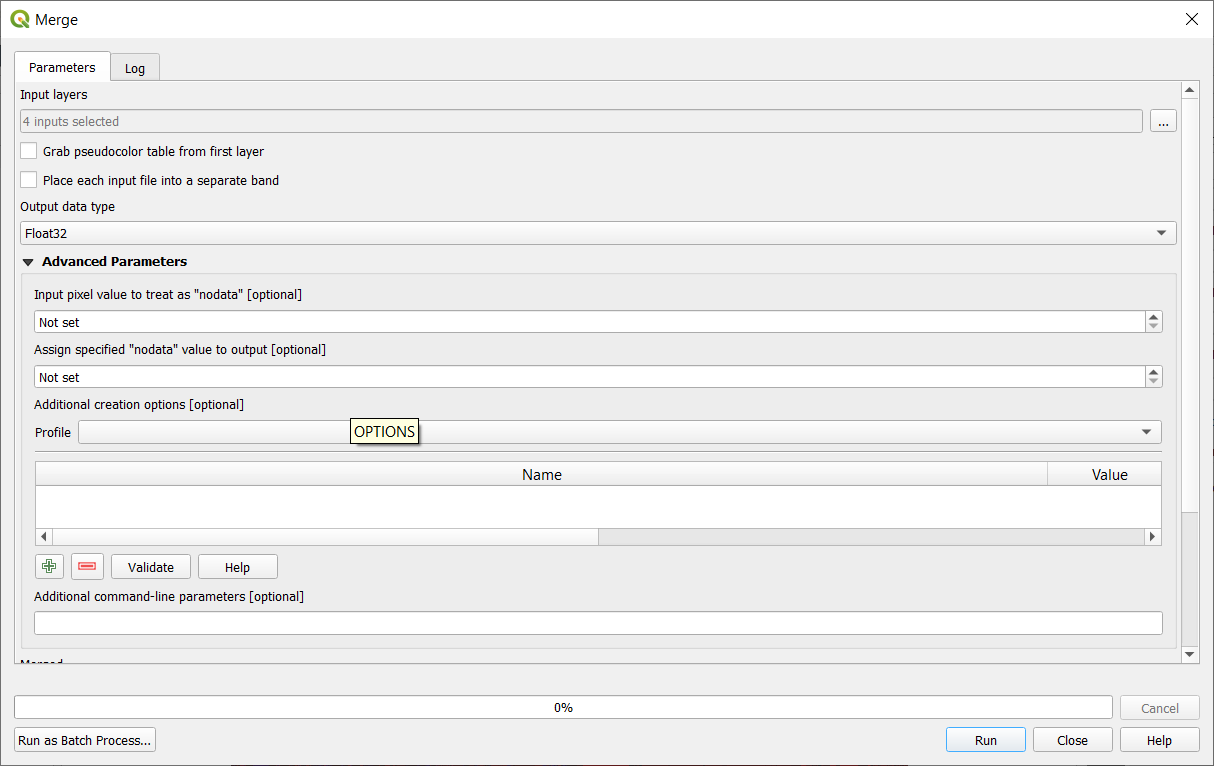 Merge
Parameters
Log
Input layers
4 inputs selected
...
Grab pseudocolor table from first layer
Place each input file into a separate band
Output data type
Float32
Advanced Parameters
Input pixel value to treat as "nodata" [optional]
Not set
Assign specified "nodata" value to output [optional]
Not set
Additional creation options [optional]
Profile
OPTIONS
Name Value
Validate Help
Additional command-line parameters [optional]
Merged
0%
Cancel
Run as Batch Process...
Run Close Help